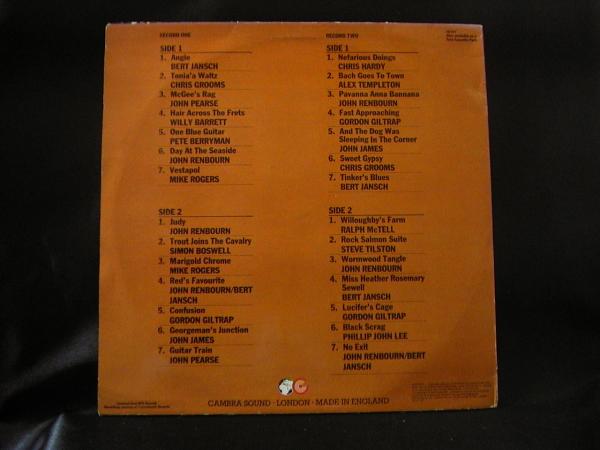 RECORD ONE
SIDE 1
1. Angie
BERT JANSCH
2. Tonia'a Waltz
CHRIS GROOMS
3. McGee's Rag
JOHN PEARSE
4. Hair Across The Frets
WILLY BARRETT
5. One Blue Guitar
PETE BERRYMAN
6. Day At The Seaside
JOHN RENBOURN
7. Vestapol
MIKE ROGERS
SIDE 2
1. Judy
JOHN RENBOURN
2. Trout Joins The Cavalry
SIMON BOSWELL
3. Marigold Chrome
MIKE ROGERS
4. Red's Favourite
JOHN RENBOURN/BERT
JANSCH
5. Confusion
GORDON GILTRAP
6. Georgeman's Junction
JOHN JAMES
7. Guitar Train
JOHN PEARSE
RECORD TWO
SIDE 1
1. Nefarious Doings
CHRIS HARDY
2. Bach Goes To Town
ALEX TEMPLETON
3. Pavanna Anna Bannana
JOHN RENBOURN
4. Fast Approaching
GORDON GILTRAP
5. And The Dog Was
Sleeping In The Corner
JOHN JAMES
6. Sweet Gypsy
CHRIS GROOMS
7. Tinker's Blues
BERT JANSCH
SIDE 2
1. Willoughby's Farm
RALPH McTELL
2. Rock Salmon Suite
STEVE TILSTON
3. Wormwood Tangle
JOHN RENBOURN
4. Miss Heather Rosemary
Sewell
BERT JANSCH
5. Lucifer's Cage
GORDON GILTRAP
6. Black Scrag
PHILLIP JOHN LEE
7. No Exit
JOHN RENBOURN/BERT
JANSCH
CAMBRA SOUND · LONDON · MADE IN ENGLAND